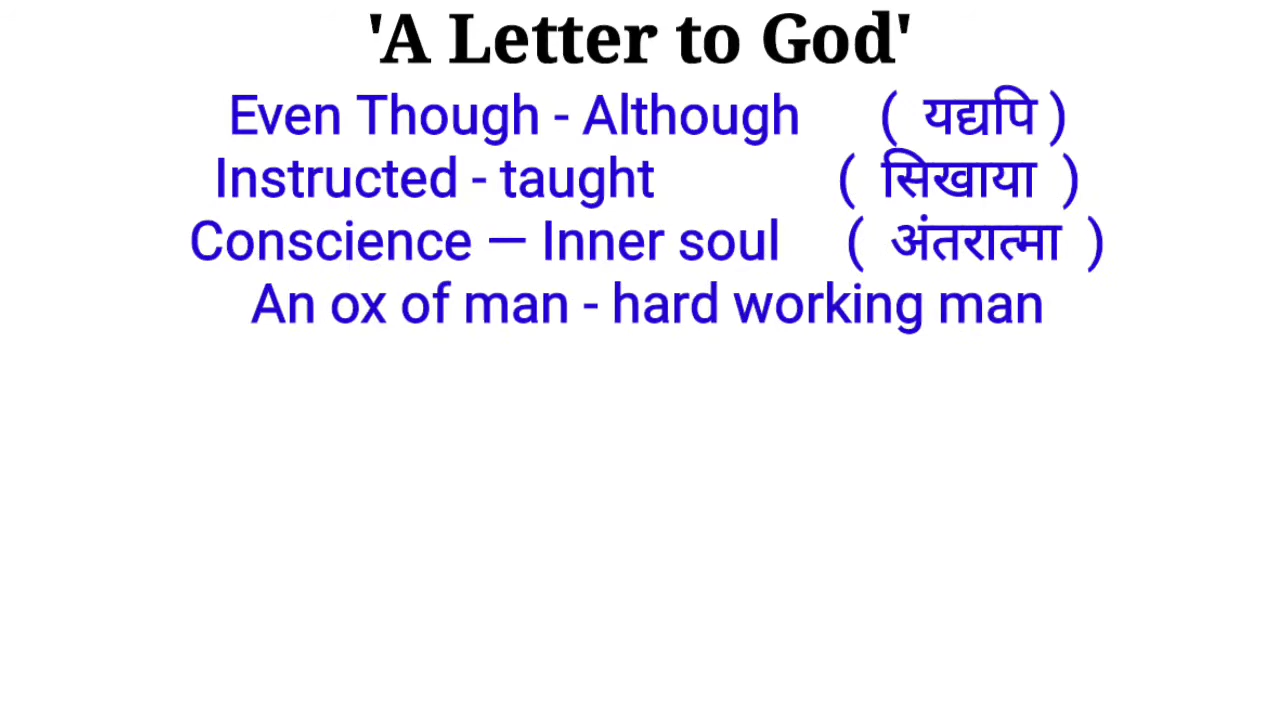 'A Letter to God'
Even Though - Although ( यद्यपि )
Instructed - taught ( सिखाया )
Conscience — Inner soul ( अंतरात्मा )
An ox of man - hard working man